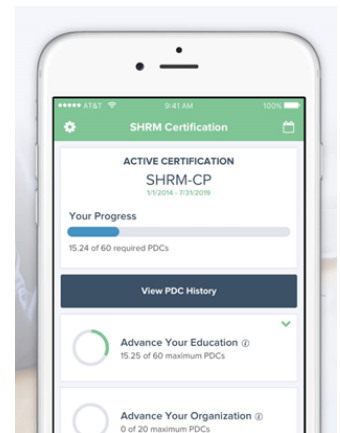 AT&T 9:41 AM 100%
SHRM Certification
ACTIVE CERTIFICATION
SHRM-CP
1/1/2014 - 7/31/2019
Your Progress
15.24 of 60 required PDCs
View PDC History
Advance Your Education
15.25 of 60 maximum PDCs
Advance Your Organization
0 of 20 maximum PDCs